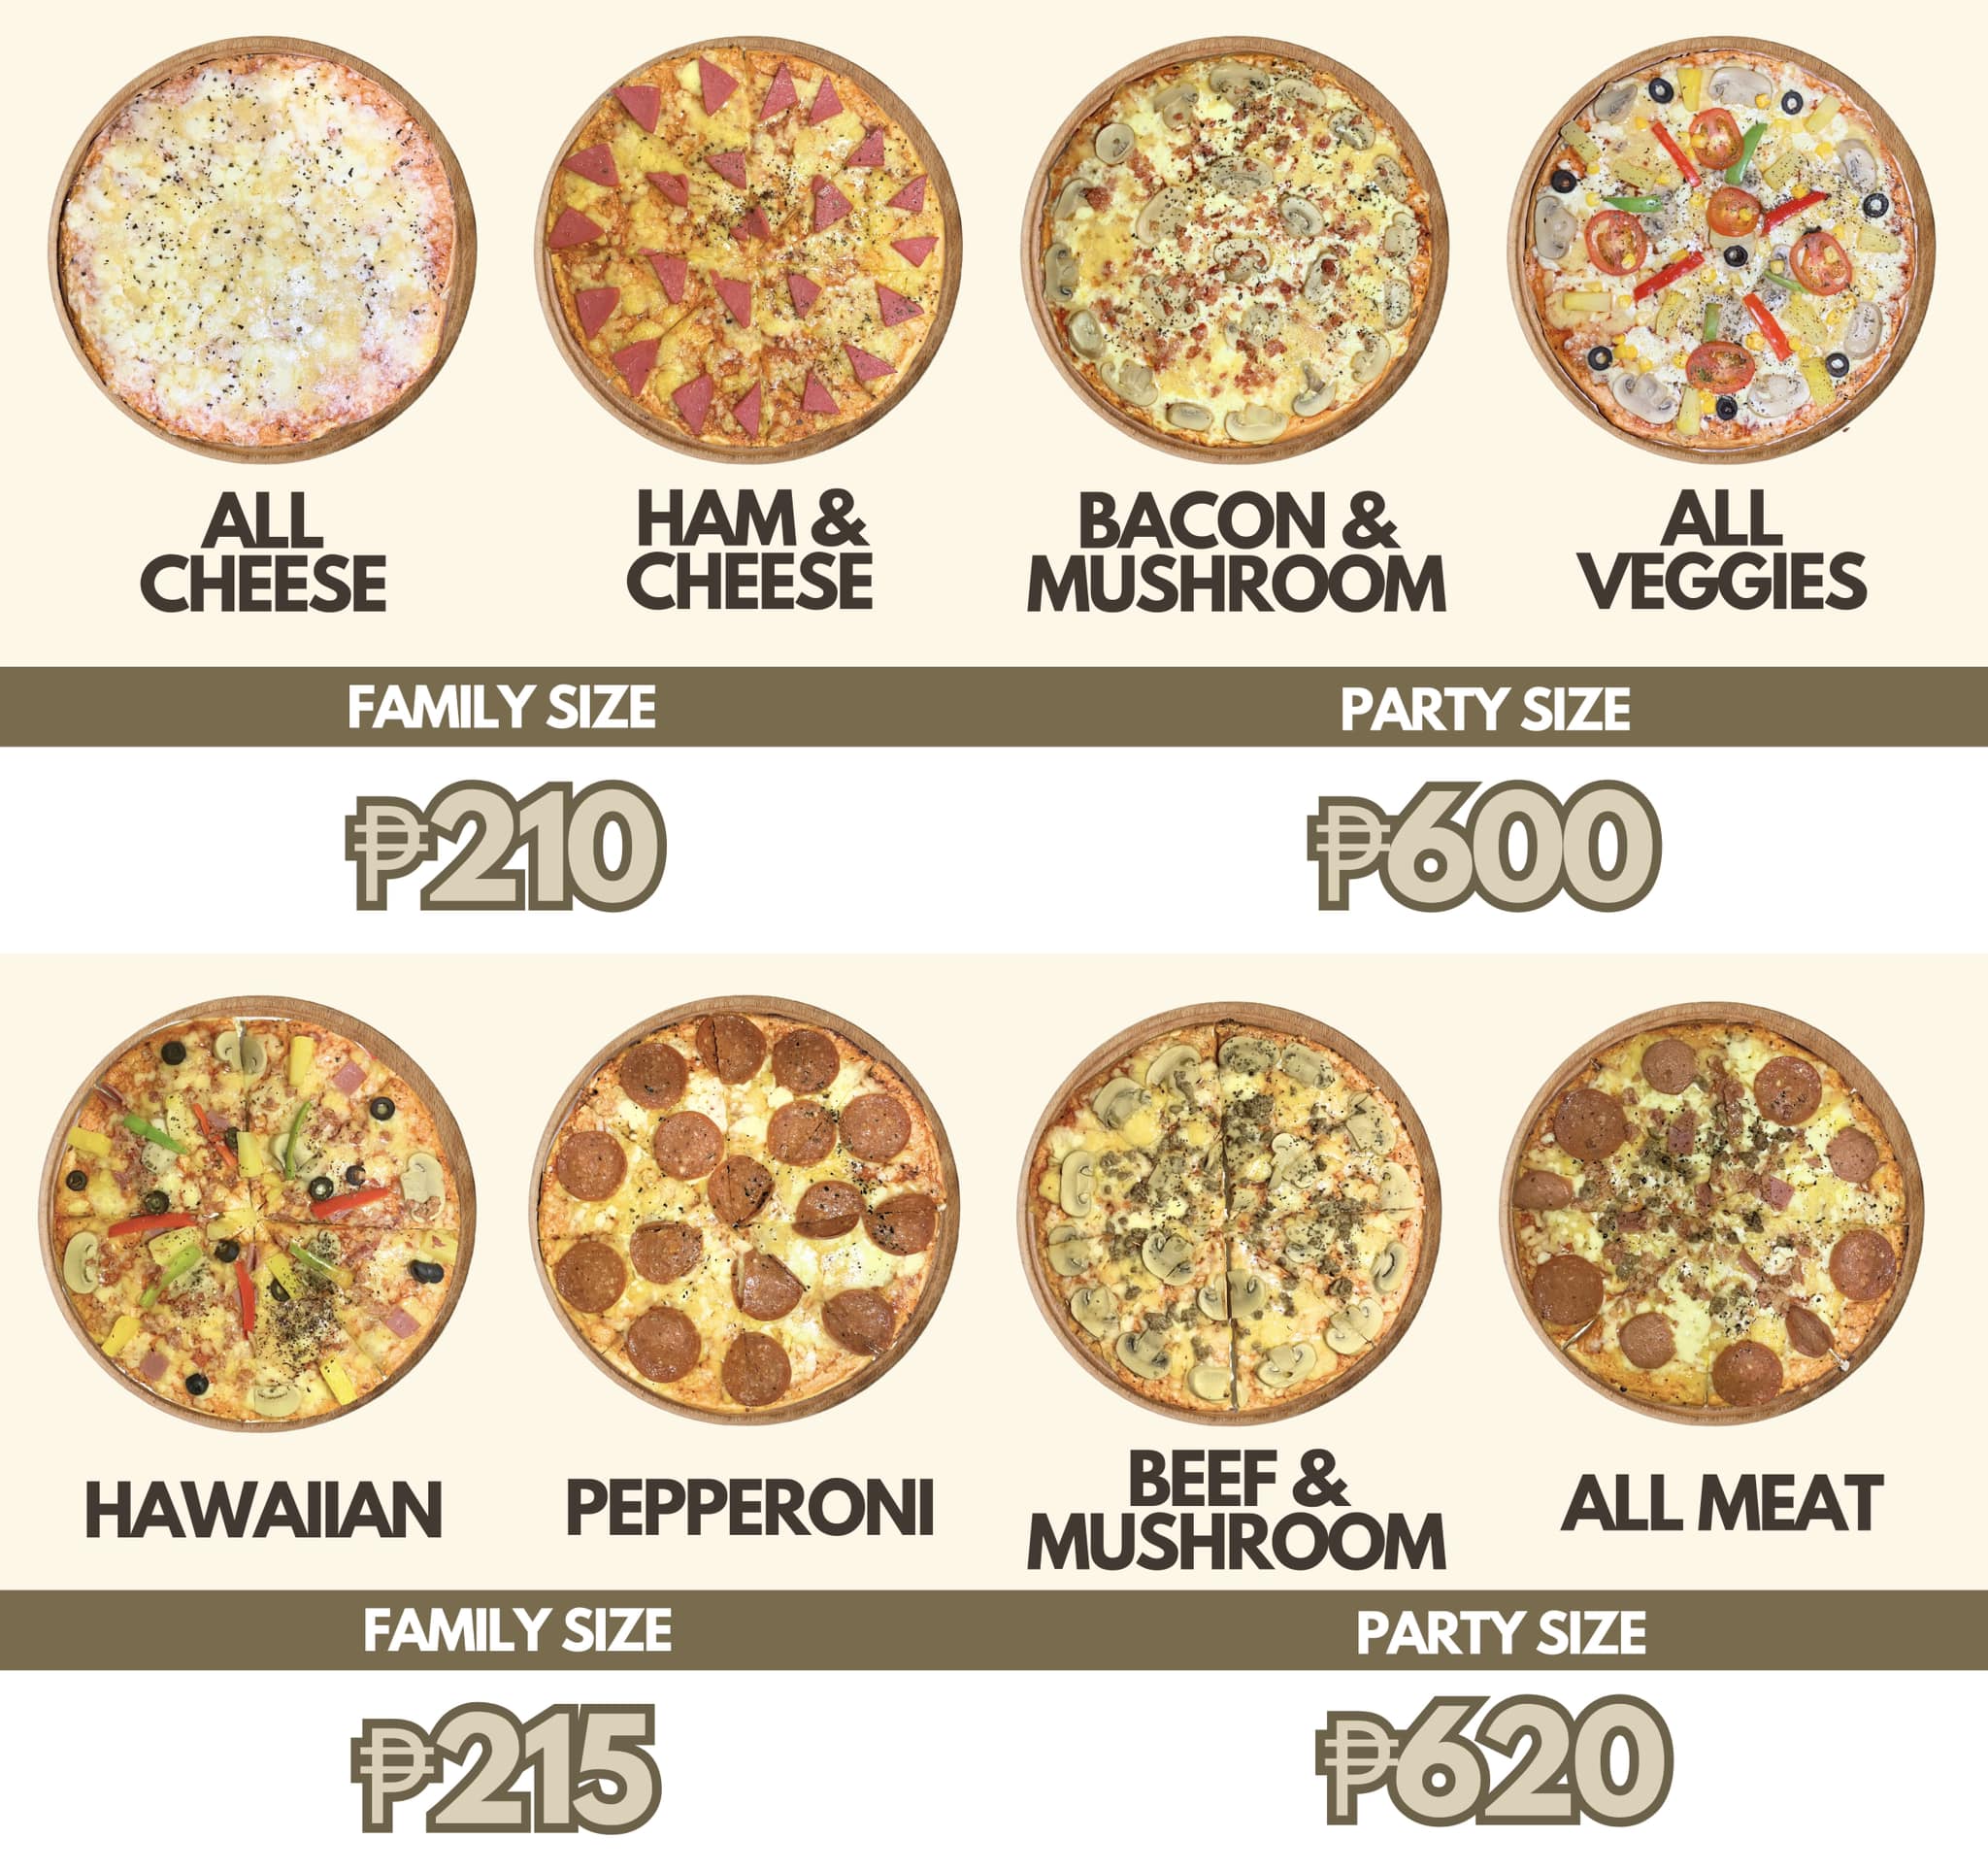 ALL
CHEESE
HAM &
CHEESE
BACON &
MUSHROOM
ALL
VEGGIES
FAMILY SIZE
PARTY SIZE
₱210
₱600
HAWAIIAN
PEPPERONI
BEEF &
MUSHROOM
ALL MEAT
FAMILY SIZE
PARTY SIZE
₱215
₱620